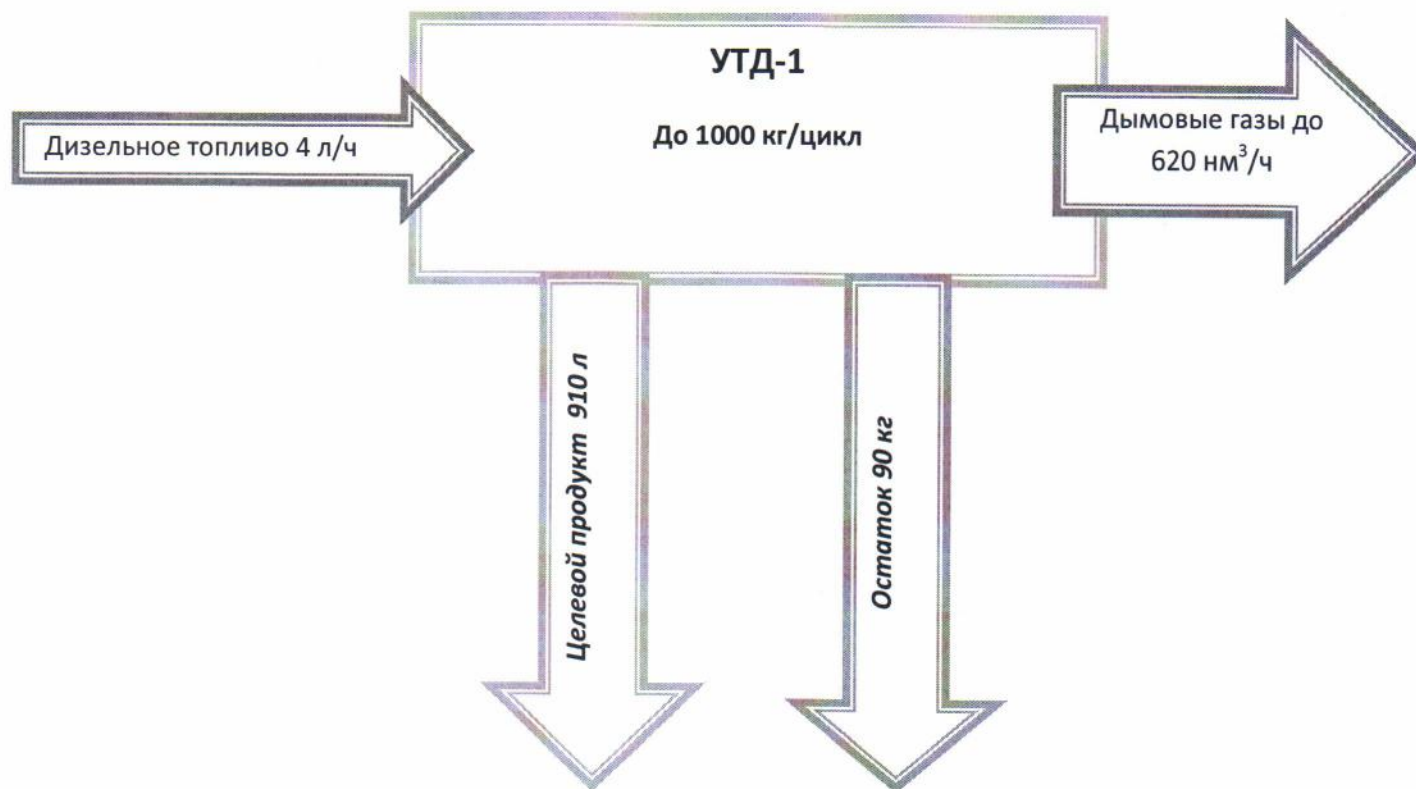 УТД-1
До 1000 кг/цикл
Дизельное топливо 4 л/ч
Дымовые газы до
620 нм³/ч
Целевой продукт 910 л
Остаток 90 кг